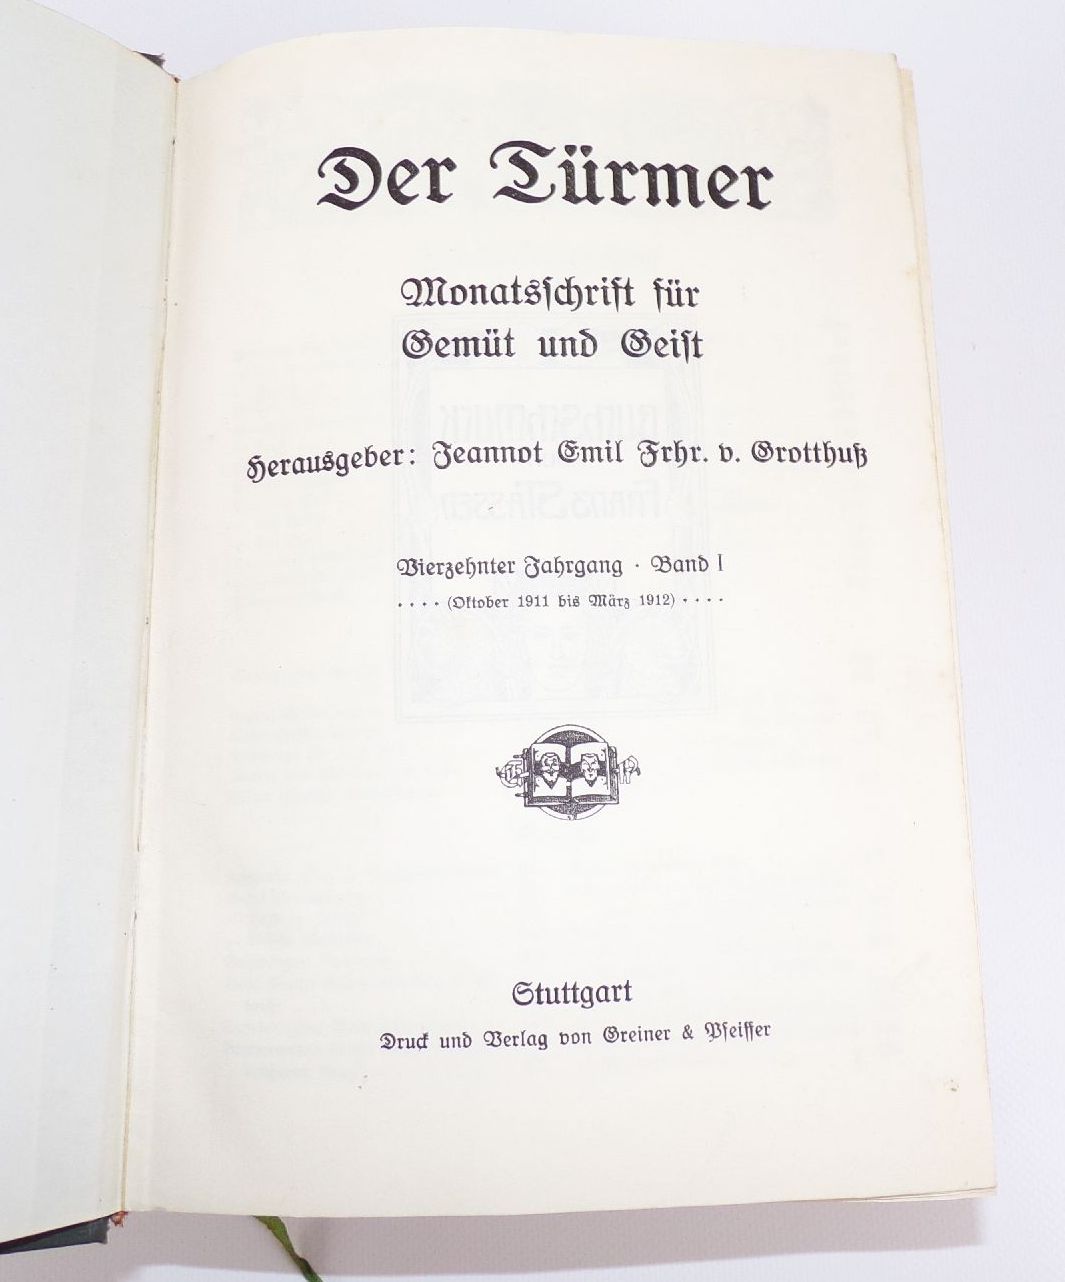 Der Türmer
Monatsſchrift für
Gemüt und Geiſt
Herausgeber: Jeannot Emil Frhr. v. Grotthuß
Vierzehnter Jahrgang · Band I
· · · · (Oktober 1911 bis März 1912) · · · ·
Stuttgart
Druck und Verlag von Greiner & Pfeiffer